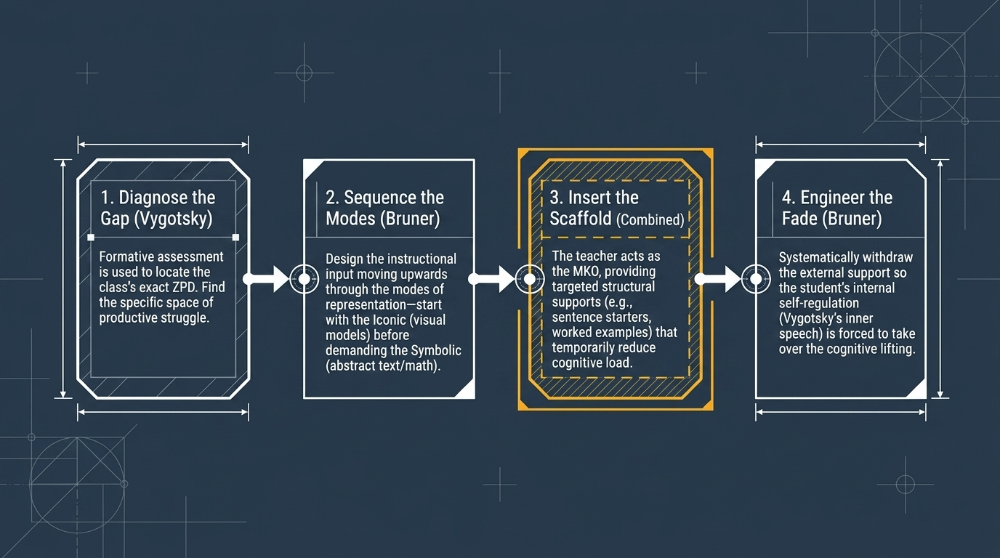 1. Diagnose the
Gap (Vygotsky)
Formative assessment
is used to locate the
class's exact ZPD. Find
the specific space of
productive struggle.
2. Sequence the
Modes (Bruner)
Design the instructional
input moving upwards
through the modes of
representation—start
with the Iconic (visual
models) before
demanding the Symbolic
(abstract text/math).
3. Insert the
Scaffold (Combined)
The teacher acts as
the MKO, providing
targeted structural
supports (e.g.,
sentence starters,
worked examples) that
temporarily reduce
cognitive load.
4. Engineer the
Fade (Bruner)
Systematically withdraw
the external support so
the student's internal
self-regulation
(Vygotsky's inner
speech) is forced to take
over the cognitive lifting.